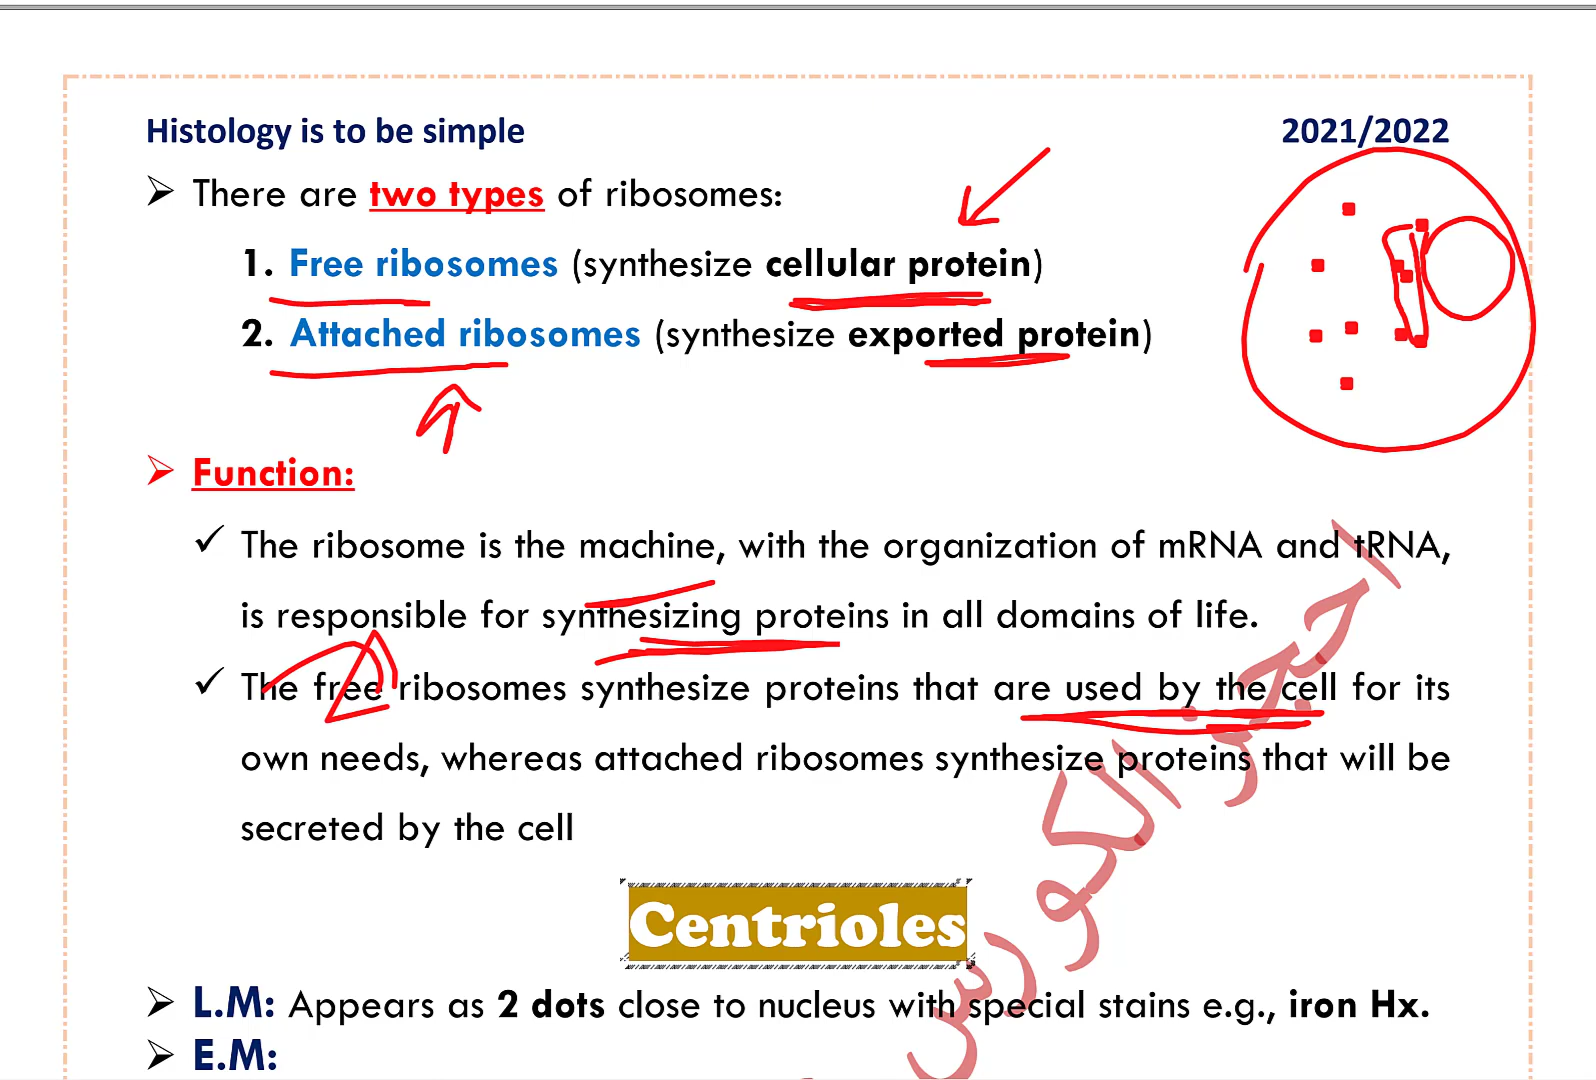 Histology is to be simple 2021/2022
➢ There are two types of ribosomes:
1. Free ribosomes (synthesize cellular protein)
2. Attached ribosomes (synthesize exported protein)
➢ Function:
✓ The ribosome is the machine, with the organization of mRNA and tRNA,
is responsible for synthesizing proteins in all domains of life.
✓ The free ribosomes synthesize proteins that are used by the cell for its
own needs, whereas attached ribosomes synthesize proteins that will be
secreted by the cell
احجز الكورس
Centrioles
➢ L.M: Appears as 2 dots close to nucleus with special stains e.g., iron Hx.
➢ E.M: